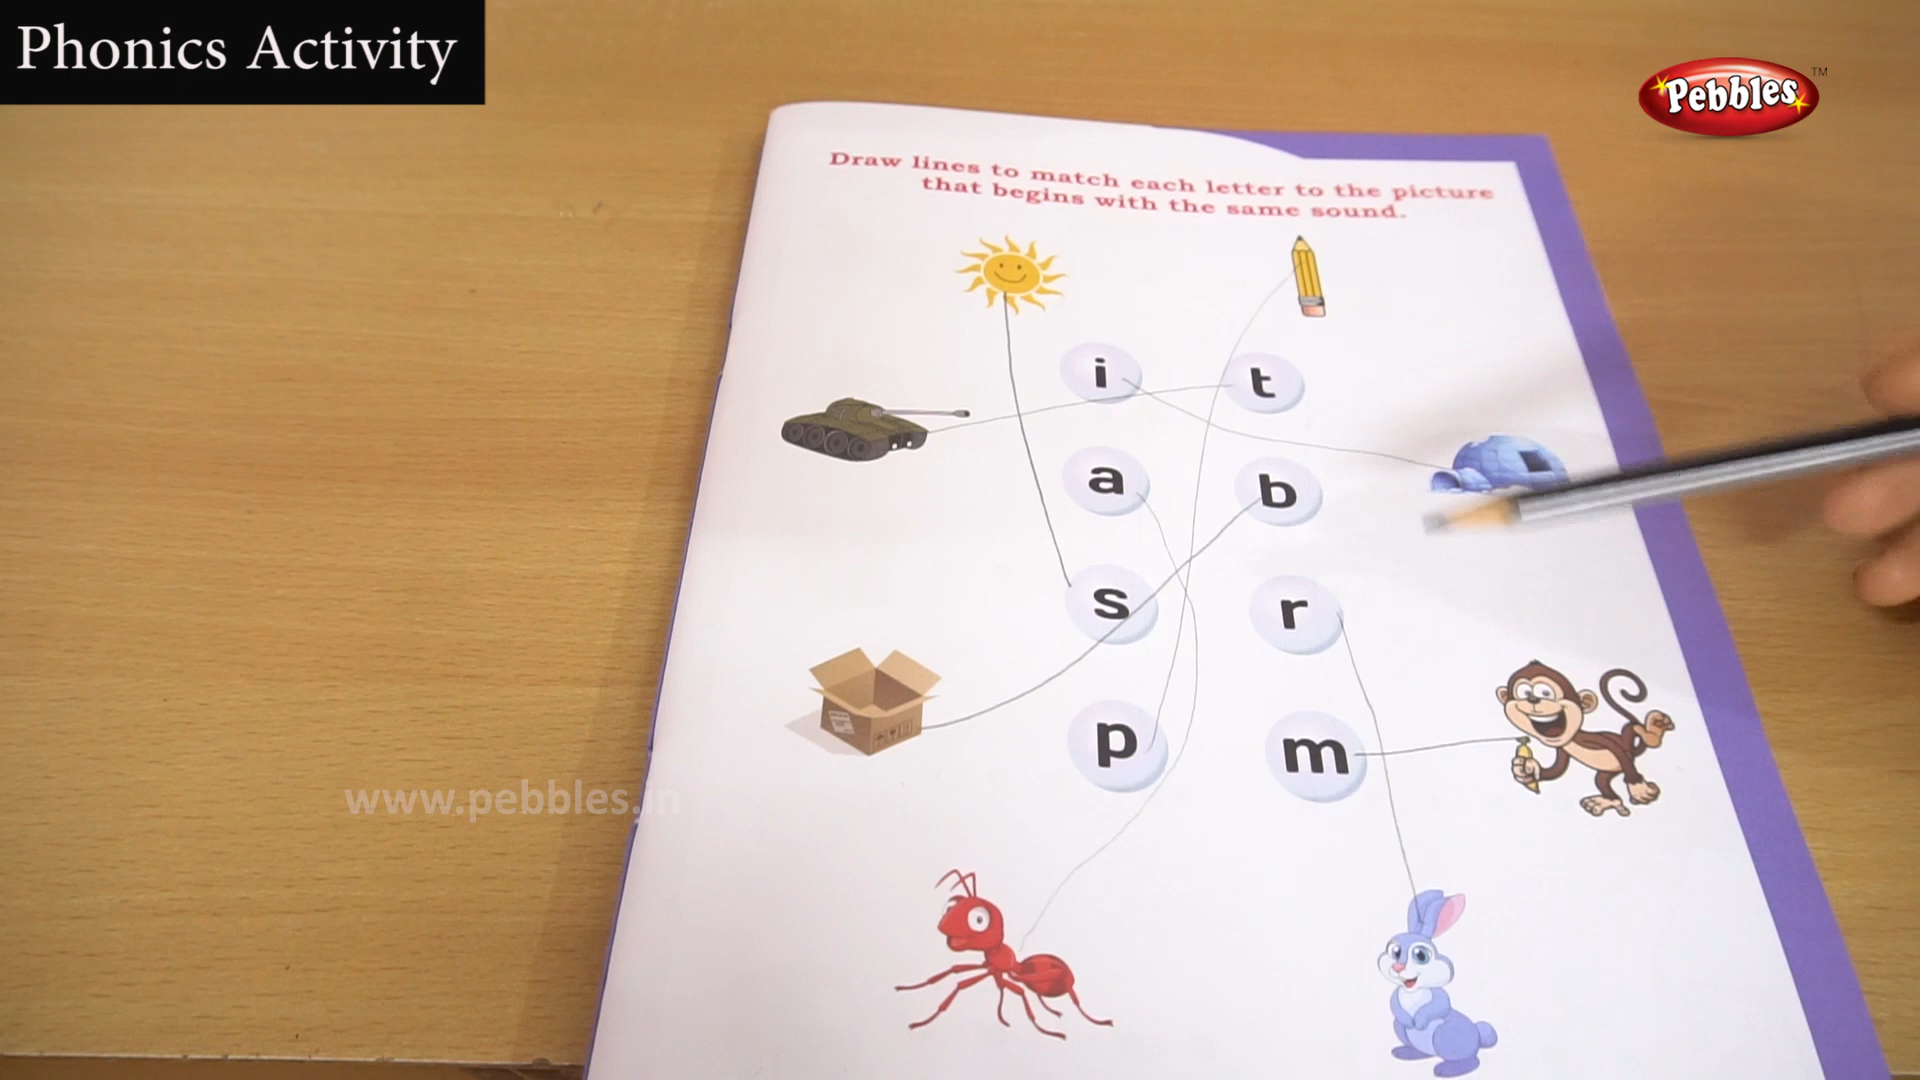 Phonics Activity
Pebbles TM
Draw lines to match each letter to the picture
that begins with the same sound.
i t
a b
s r
p m
www.pebbles.in